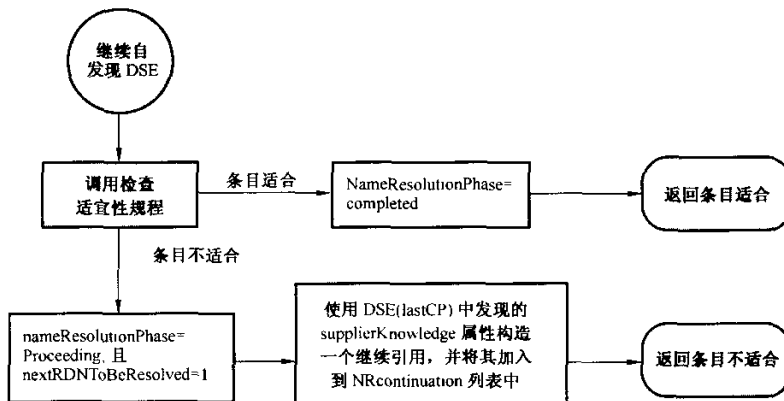 继续自
发现 DSE
调用检查
适宜性规程
条目适合
NameResolutionPhase=
completed
返回条目适合
条目不适合
nameResolutionPhase=
Proceeding, 且
nextRDNToBeResolved=1
使用 DSE(lastCP) 中发现的
supplierKnowledge 属性构造
一个继续引用，并将其加入
到 NRcontinuation 列表中
返回条目不适合